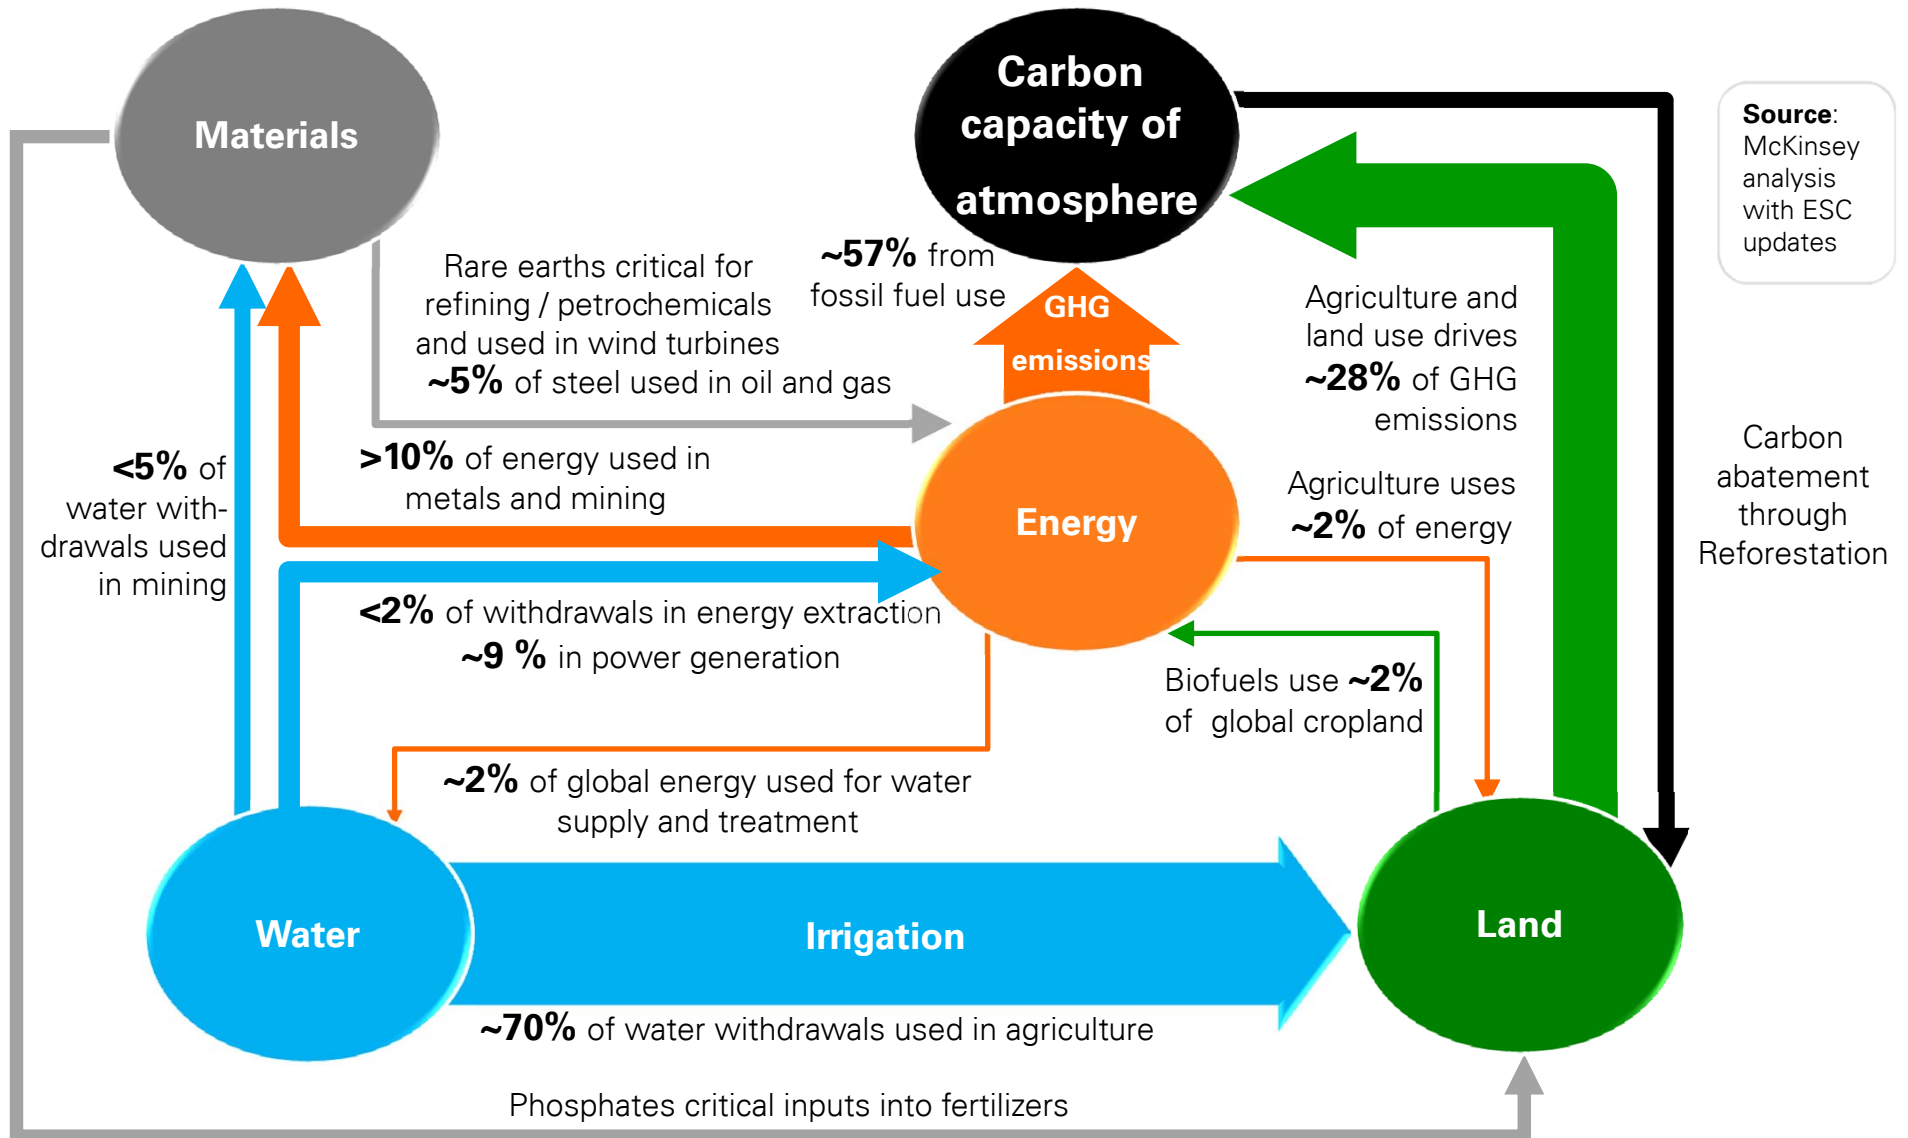 Materials
Carbon
capacity of
atmosphere
Source:
McKinsey
analysis
with ESC
updates
Rare earths critical for
refining / petrochemicals
and used in wind turbines
~5% of steel used in oil and gas
~57% from
fossil fuel use
GHG
emissions
Agriculture and
land use drives
~28% of GHG
emissions
Carbon
abatement
through
Reforestation
<5% of
water with-
drawals used
in mining
>10% of energy used in
metals and mining
Energy
Agriculture uses
~2% of energy
<2% of withdrawals in energy extraction
~9 % in power generation
Biofuels use ~2%
of global cropland
~2% of global energy used for water
supply and treatment
Water
Irrigation
Land
~70% of water withdrawals used in agriculture
Phosphates critical inputs into fertilizers